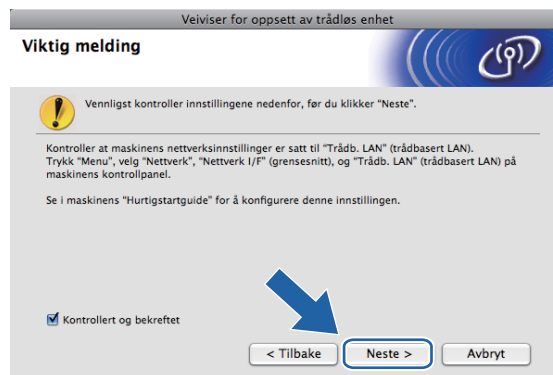 Veiviser for oppsett av trådløs enhet
Viktig melding
Vennligst kontroller innstillingene nedenfor, før du klikker "Neste".
Kontroller at maskinens nettverksinnstillinger er satt til "Trådb. LAN" (trådbasert LAN).
Trykk "Menu", velg "Nettverk", "Nettverk I/F" (grensesnitt), og "Trådb. LAN" (trådbasert LAN) på
maskinens kontrollpanel.
Se i maskinens "Hurtigstartguide" for å konfigurere denne innstillingen.
Kontrollert og bekreftet
< Tilbake
Neste >
Avbryt